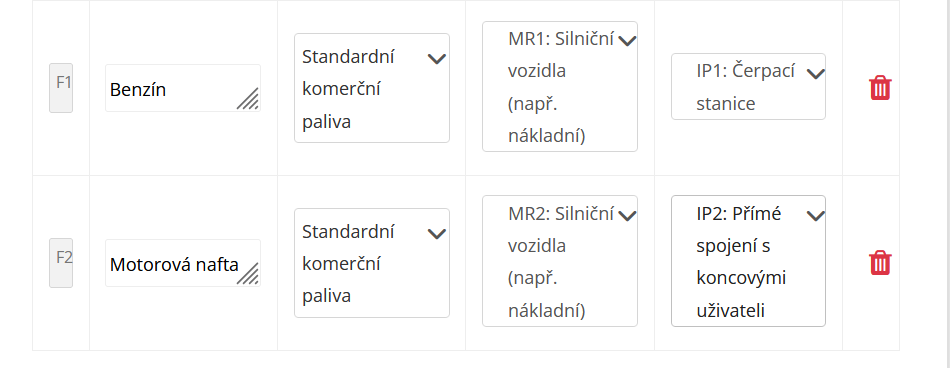 F1
Benzín
Standardní
komerční
paliva
MR1: Silniční
vozidla
(např.
nákladní)
IP1: Čerpací
stanice
F2
Motorová nafta
Standardní
komerční
paliva
MR2: Silniční
vozidla
(např.
nákladní)
IP2: Přímé
spojení s
koncovými
uživateli